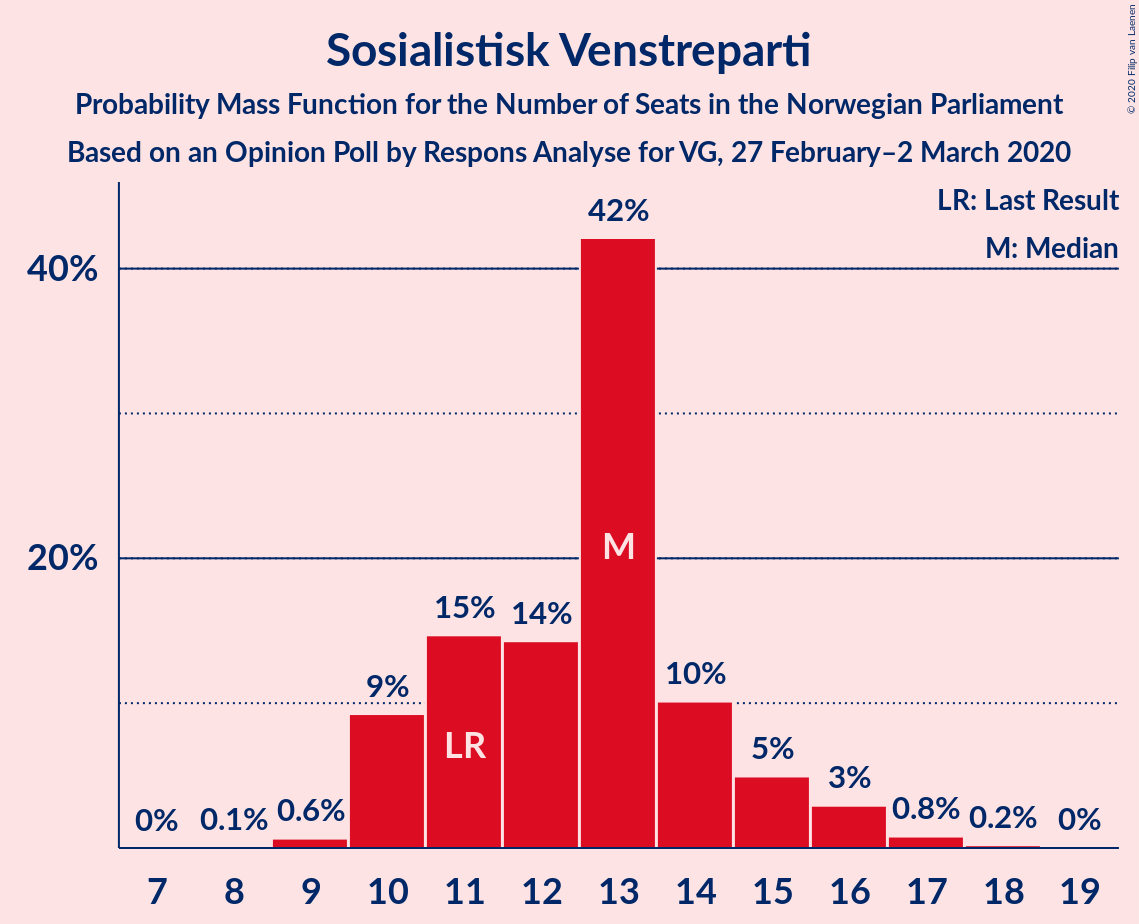 Sosialistisk Venstreparti
Probability Mass Function for the Number of Seats in the Norwegian Parliament
Based on an Opinion Poll by Respons Analyse for VG, 27 February–2 March 2020
© 2020 Filip van Laenen
LR: Last Result
M: Median
40%
20%
0%
0.1%
0.6%
9%
15%
14%
42%
10%
5%
3%
0.8%
0.2%
0%
LR
M
7 8 9 10 11 12 13 14 15 16 17 18 19